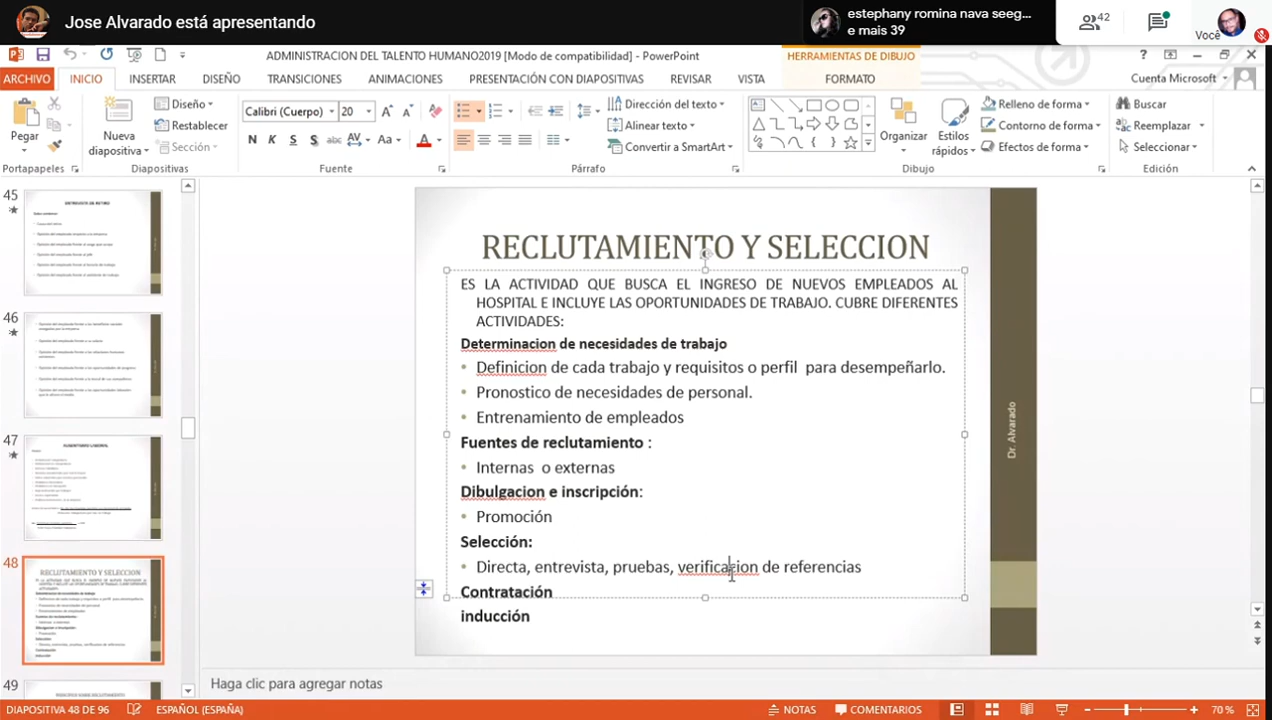 Jose Alvarado está apresentando
estephany romina nava seeg...
e mais 39
42
Você
ADMINISTRACION DEL TALENTO HUMANO2019 [Modo de compatibilidad] - PowerPoint
HERRAMIENTAS DE DIBUJO
ARCHIVO INICIO INSERTAR DISEÑO TRANSICIONES ANIMACIONES PRESENTACIÓN CON DIAPOSITIVAS REVISAR VISTA FORMATO
Cuenta Microsoft
Pegar
Nueva diapositiva
Diseño
Restablecer
Sección
Calibri (Cuerpo) 20
N K S S abc AV Aa A
Dirección del texto
Alinear texto
Convertir a SmartArt
Organizar
Estilos rápidos
Relleno de forma
Contorno de forma
Efectos de forma
Buscar
Reemplazar
Seleccionar
Portapapeles Diapositivas Fuente Párrafo Dibujo Edición
45
46
47
48
RECLUTAMIENTO Y SELECCION
49
RECLUTAMIENTO Y SELECCION
ES LA ACTIVIDAD QUE BUSCA EL INGRESO DE NUEVOS EMPLEADOS AL
HOSPITAL E INCLUYE LAS OPORTUNIDADES DE TRABAJO. CUBRE DIFERENTES
ACTIVIDADES:
Determinacion de necesidades de trabajo
• Definicion de cada trabajo y requisitos o perfil para desempeñarlo.
• Pronostico de necesidades de personal.
• Entrenamiento de empleados
Fuentes de reclutamiento :
• Internas o externas
Dibulgacion e inscripción:
• Promoción
Selección:
• Directa, entrevista, pruebas, verificacion de referencias
Contratación
inducción
Dr. Alvarado
Haga clic para agregar notas
DIAPOSITIVA 48 DE 96 ESPAÑOL (ESPAÑA) NOTAS COMENTARIOS 70 %